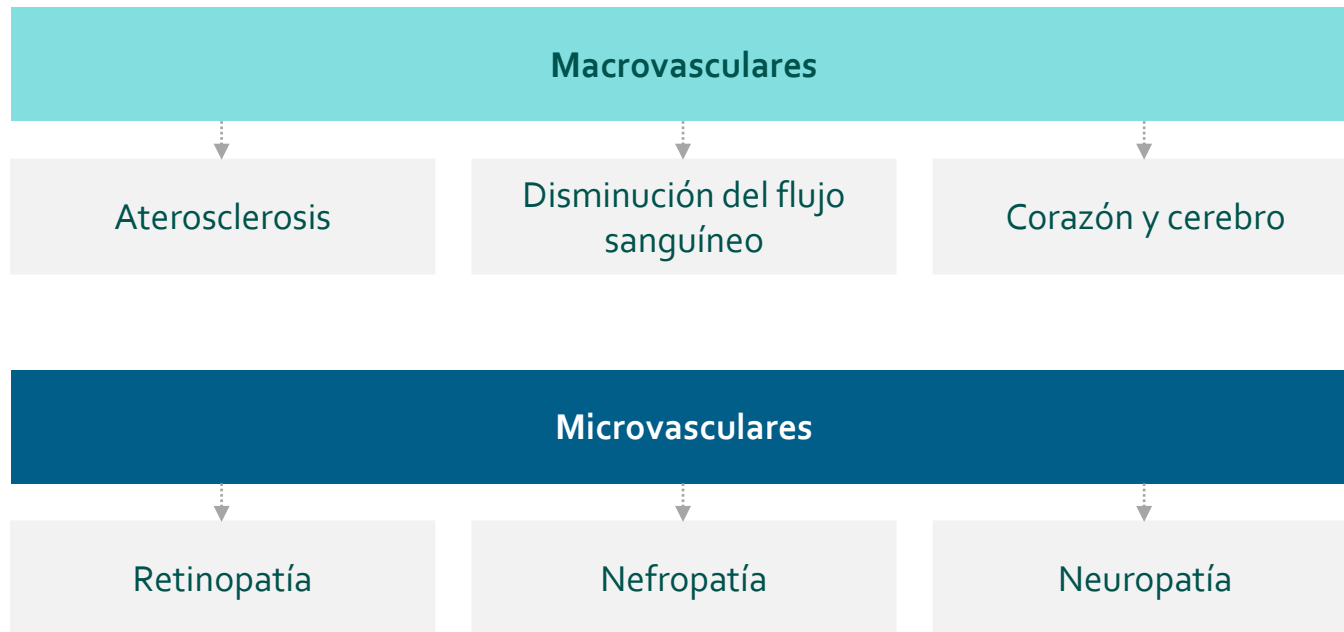 Macrovasculares
Aterosclerosis
Disminución del flujo
sanguíneo
Corazón y cerebro
Microvasculares
Retinopatía
Nefropatía
Neuropatía